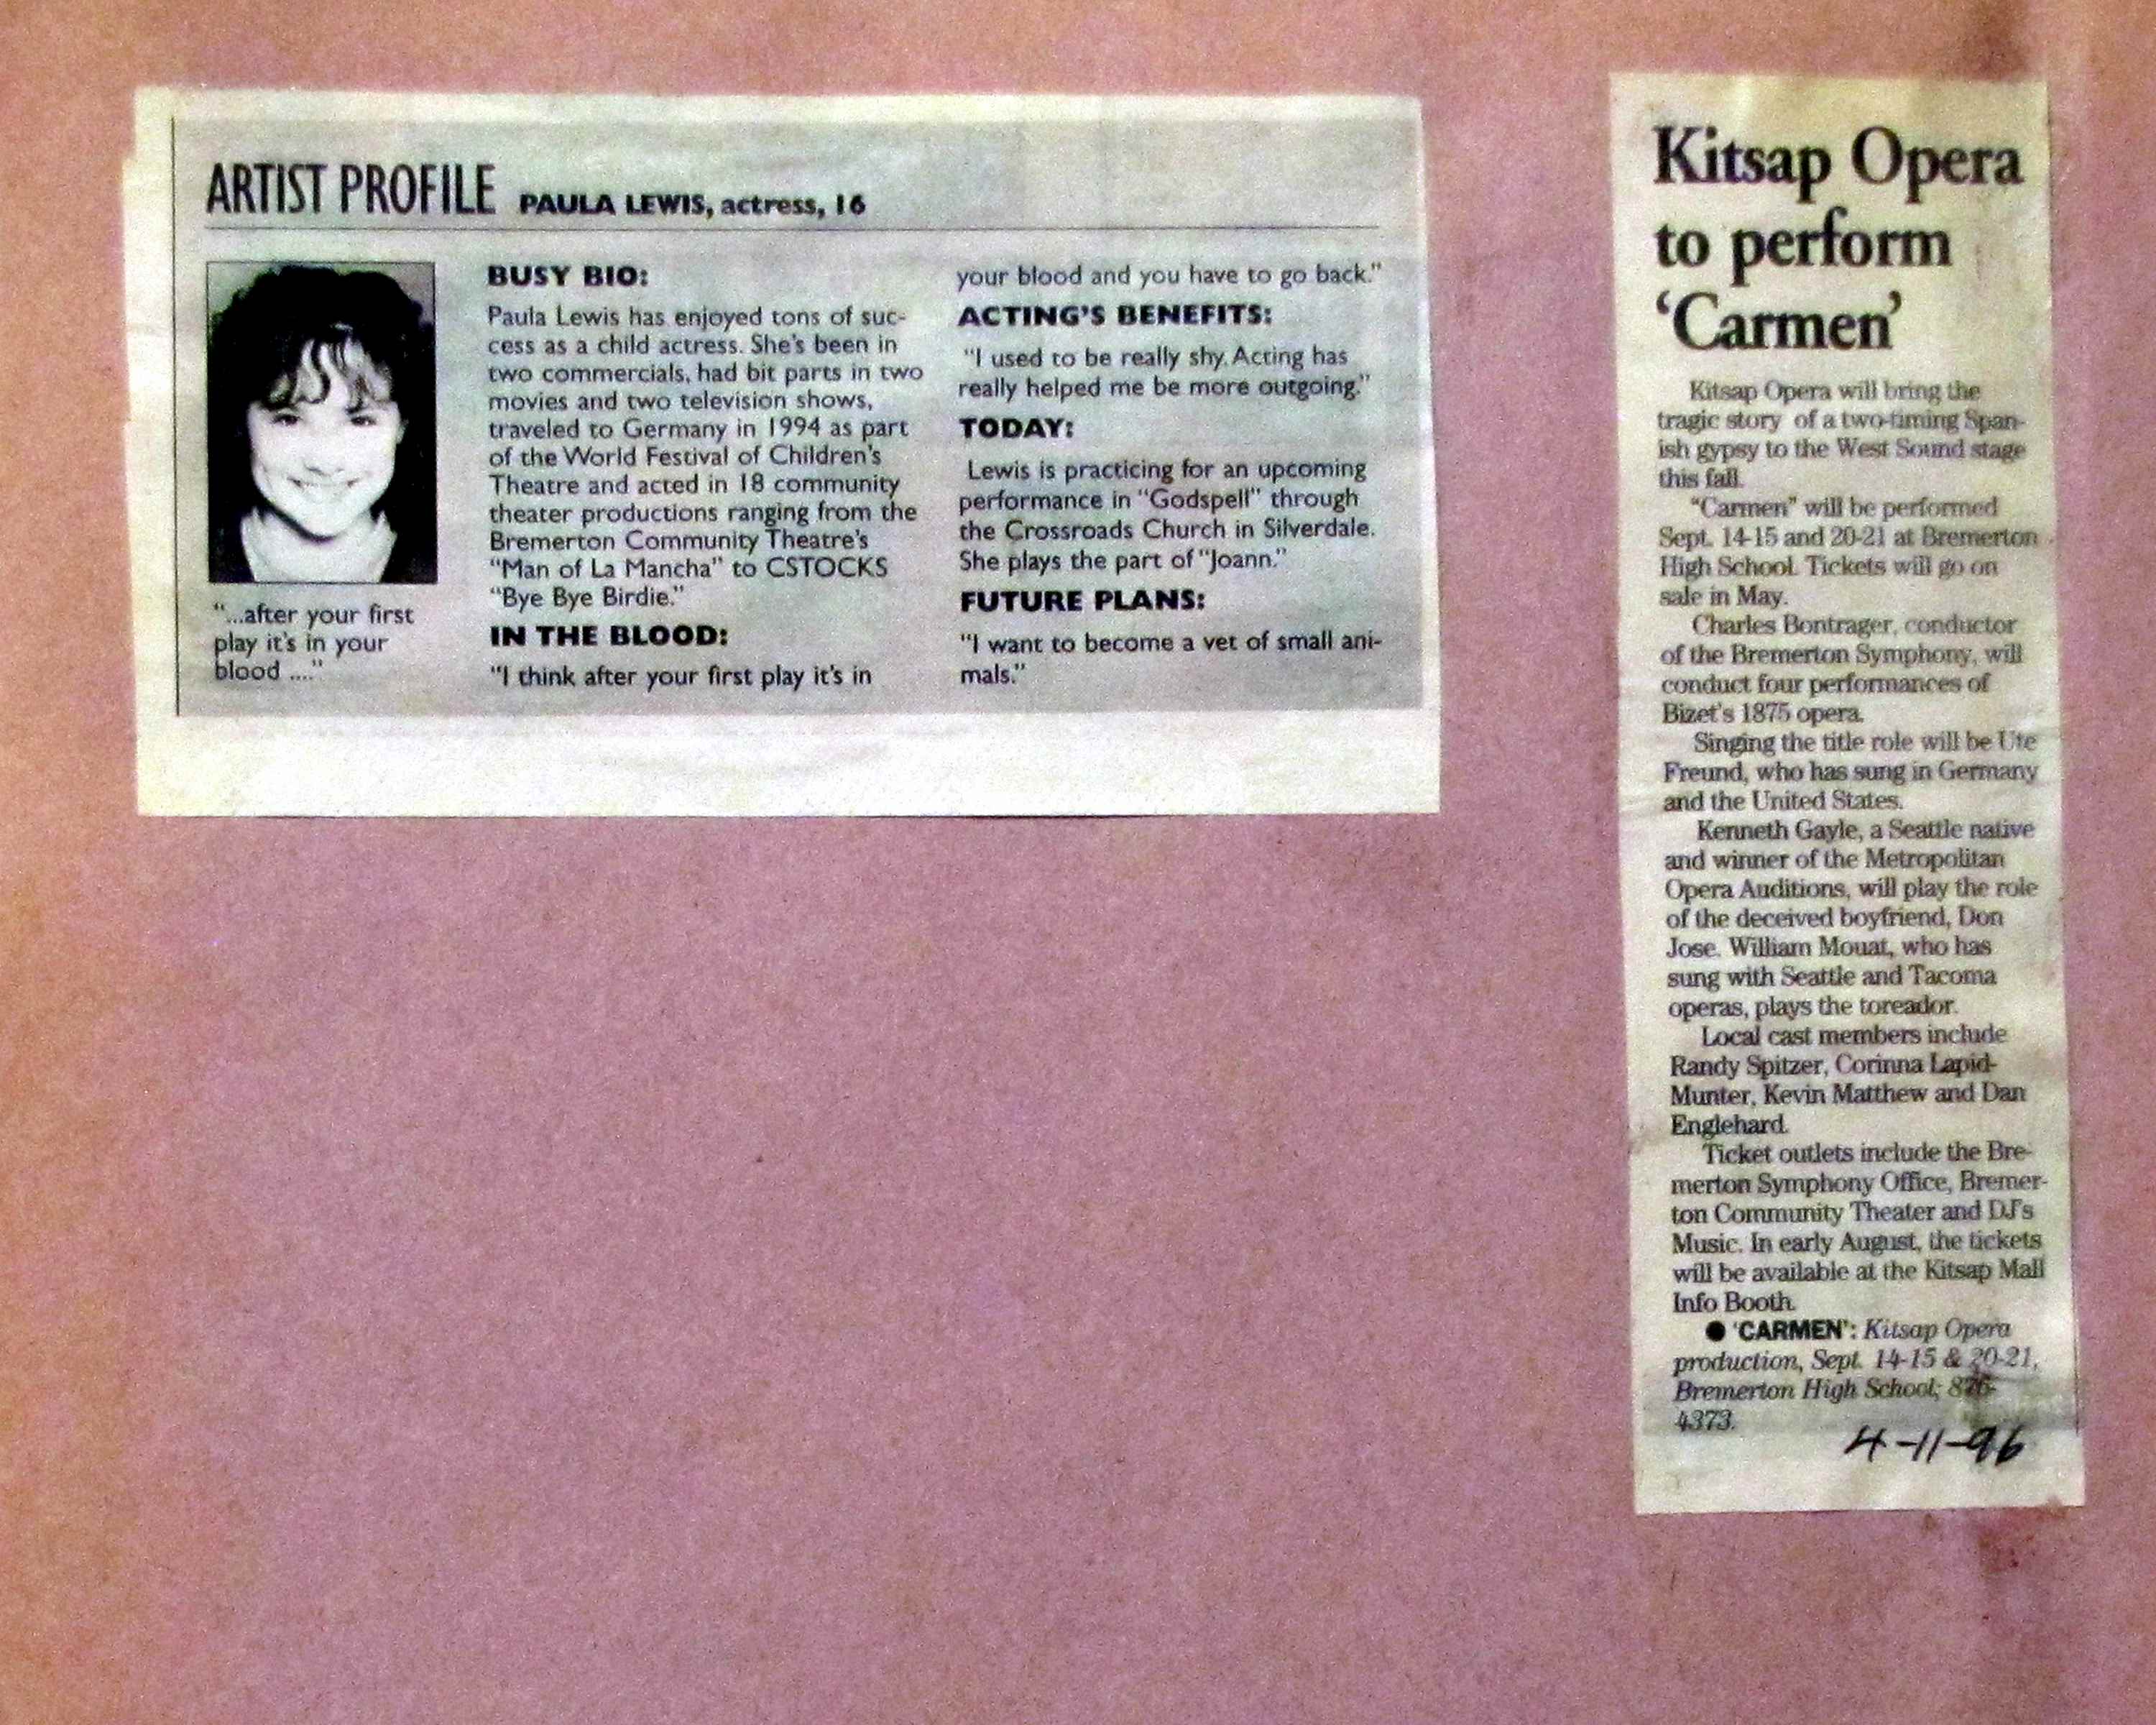 ARTIST PROFILE PAULA LEWIS, actress, 16
"...after your first
play it's in your
blood ...."
BUSY BIO:
Paula Lewis has enjoyed tons of suc-
cess as a child actress. She's been in
two commercials, had bit parts in two
movies and two television shows,
traveled to Germany in 1994 as part
of the World Festival of Children's
Theatre and acted in 18 community
theater productions ranging from the
Bremerton Community Theatre's
"Man of La Mancha" to CSTOCKS
"Bye Bye Birdie."
IN THE BLOOD:
"I think after your first play it's in
your blood and you have to go back."
ACTING'S BENEFITS:
"I used to be really shy. Acting has
really helped me be more outgoing."
TODAY:
Lewis is practicing for an upcoming
performance in "Godspell" through
the Crossroads Church in Silverdale.
She plays the part of "Joann."
FUTURE PLANS:
"I want to become a vet of small ani-
mals."
Kitsap Opera
to perform
'Carmen'
Kitsap Opera will bring the
tragic story of a two-timing Span-
ish gypsy to the West Sound stage
this fall.
"Carmen" will be performed
Sept. 14-15 and 20-21 at Bremerton
High School. Tickets will go on
sale in May.
Charles Bontrager, conductor
of the Bremerton Symphony, will
conduct four performances of
Bizet's 1875 opera.
Singing the title role will be Ute
Freund, who has sung in Germany
and the United States.
Kenneth Gayle, a Seattle native
and winner of the Metropolitan
Opera Auditions, will play the role
of the deceived boyfriend, Don
Jose. William Mouat, who has
sung with Seattle and Tacoma
operas, plays the toreador.
Local cast members include
Randy Spitzer, Corinna Lapid-
Munter, Kevin Matthew and Dan
Englehard.
Ticket outlets include the Bre-
merton Symphony Office, Bremer-
ton Community Theater and DJ's
Music. In early August, the tickets
will be available at the Kitsap Mall
Info Booth.
● 'CARMEN': Kitsap Opera
production, Sept. 14-15 & 20-21,
Bremerton High School; 876-
4373.
4-11-96